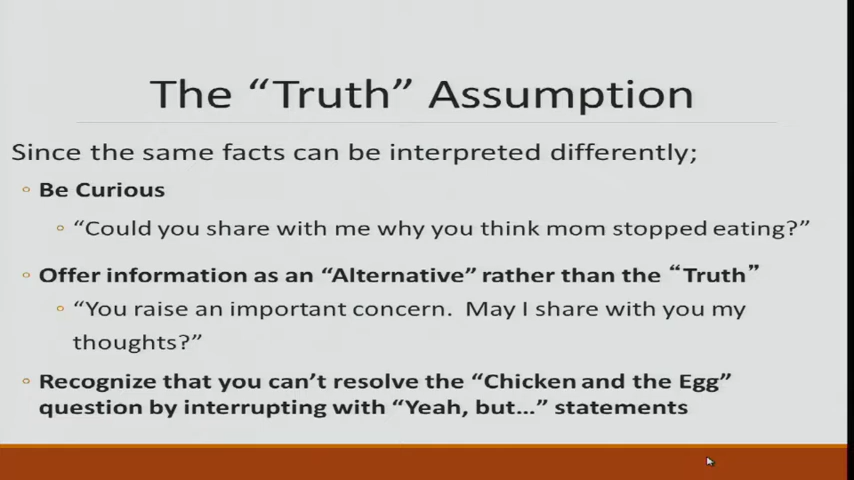 The “Truth” Assumption
Since the same facts can be interpreted differently;
Be Curious
“Could you share with me why you think mom stopped eating?”
Offer information as an “Alternative” rather than the “Truth”
“You raise an important concern. May I share with you my
thoughts?”
Recognize that you can’t resolve the “Chicken and the Egg”
question by interrupting with “Yeah, but…” statements